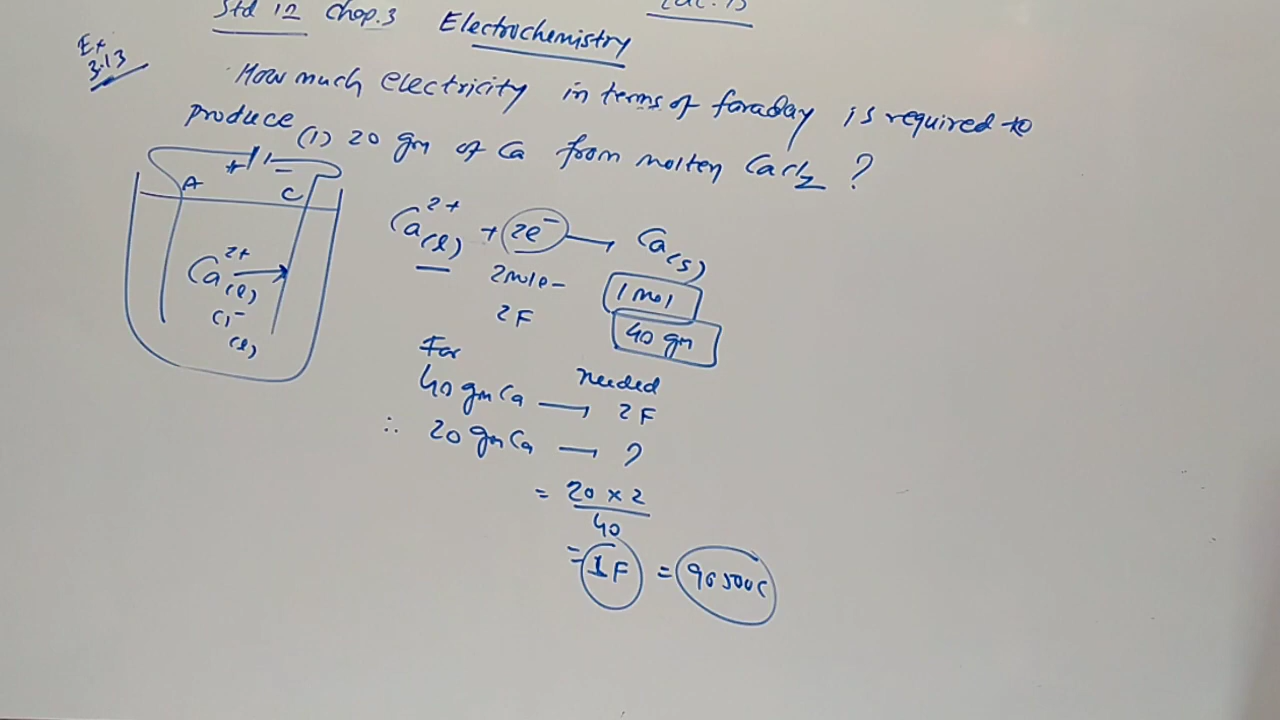 Std 12 Chap.3
Electrochemistry
Ex
3.13
How much electricity in terms of faraday is required to
produce (i) 20 gm of Ca from molten CaCl2 ?
+ −
A C
Ca2+(l) + 2e− → Ca(s)
Ca2+(l) →
Cl−
(l)
2mole− 1 mol
2F 40 gm
For needed
40 gm Ca → 2F
∴ 20 gm Ca → ?
= 20 × 2
40
= 1F = 96500C